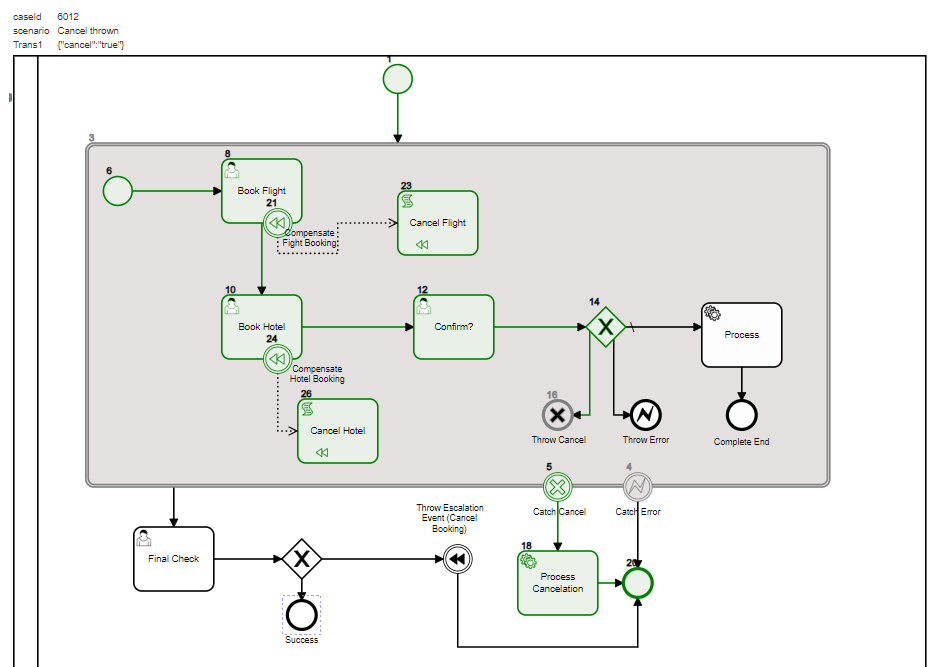 caseId 6012
scenario Cancel thrown
Trans1 {"cancel":"true"}
1
3
6
8
Book Flight
21
Compensate
Fight Booking
23
Cancel Flight
10
Book Hotel
24
Compensate
Hotel Booking
26
Cancel Hotel
12
Confirm?
14
Process
16
Throw Cancel
Throw Error
Complete End
5
Catch Cancel
4
Catch Error
Throw Escalation
Event (Cancel
Booking)
Final Check
Success
18
Process
Cancelation
20